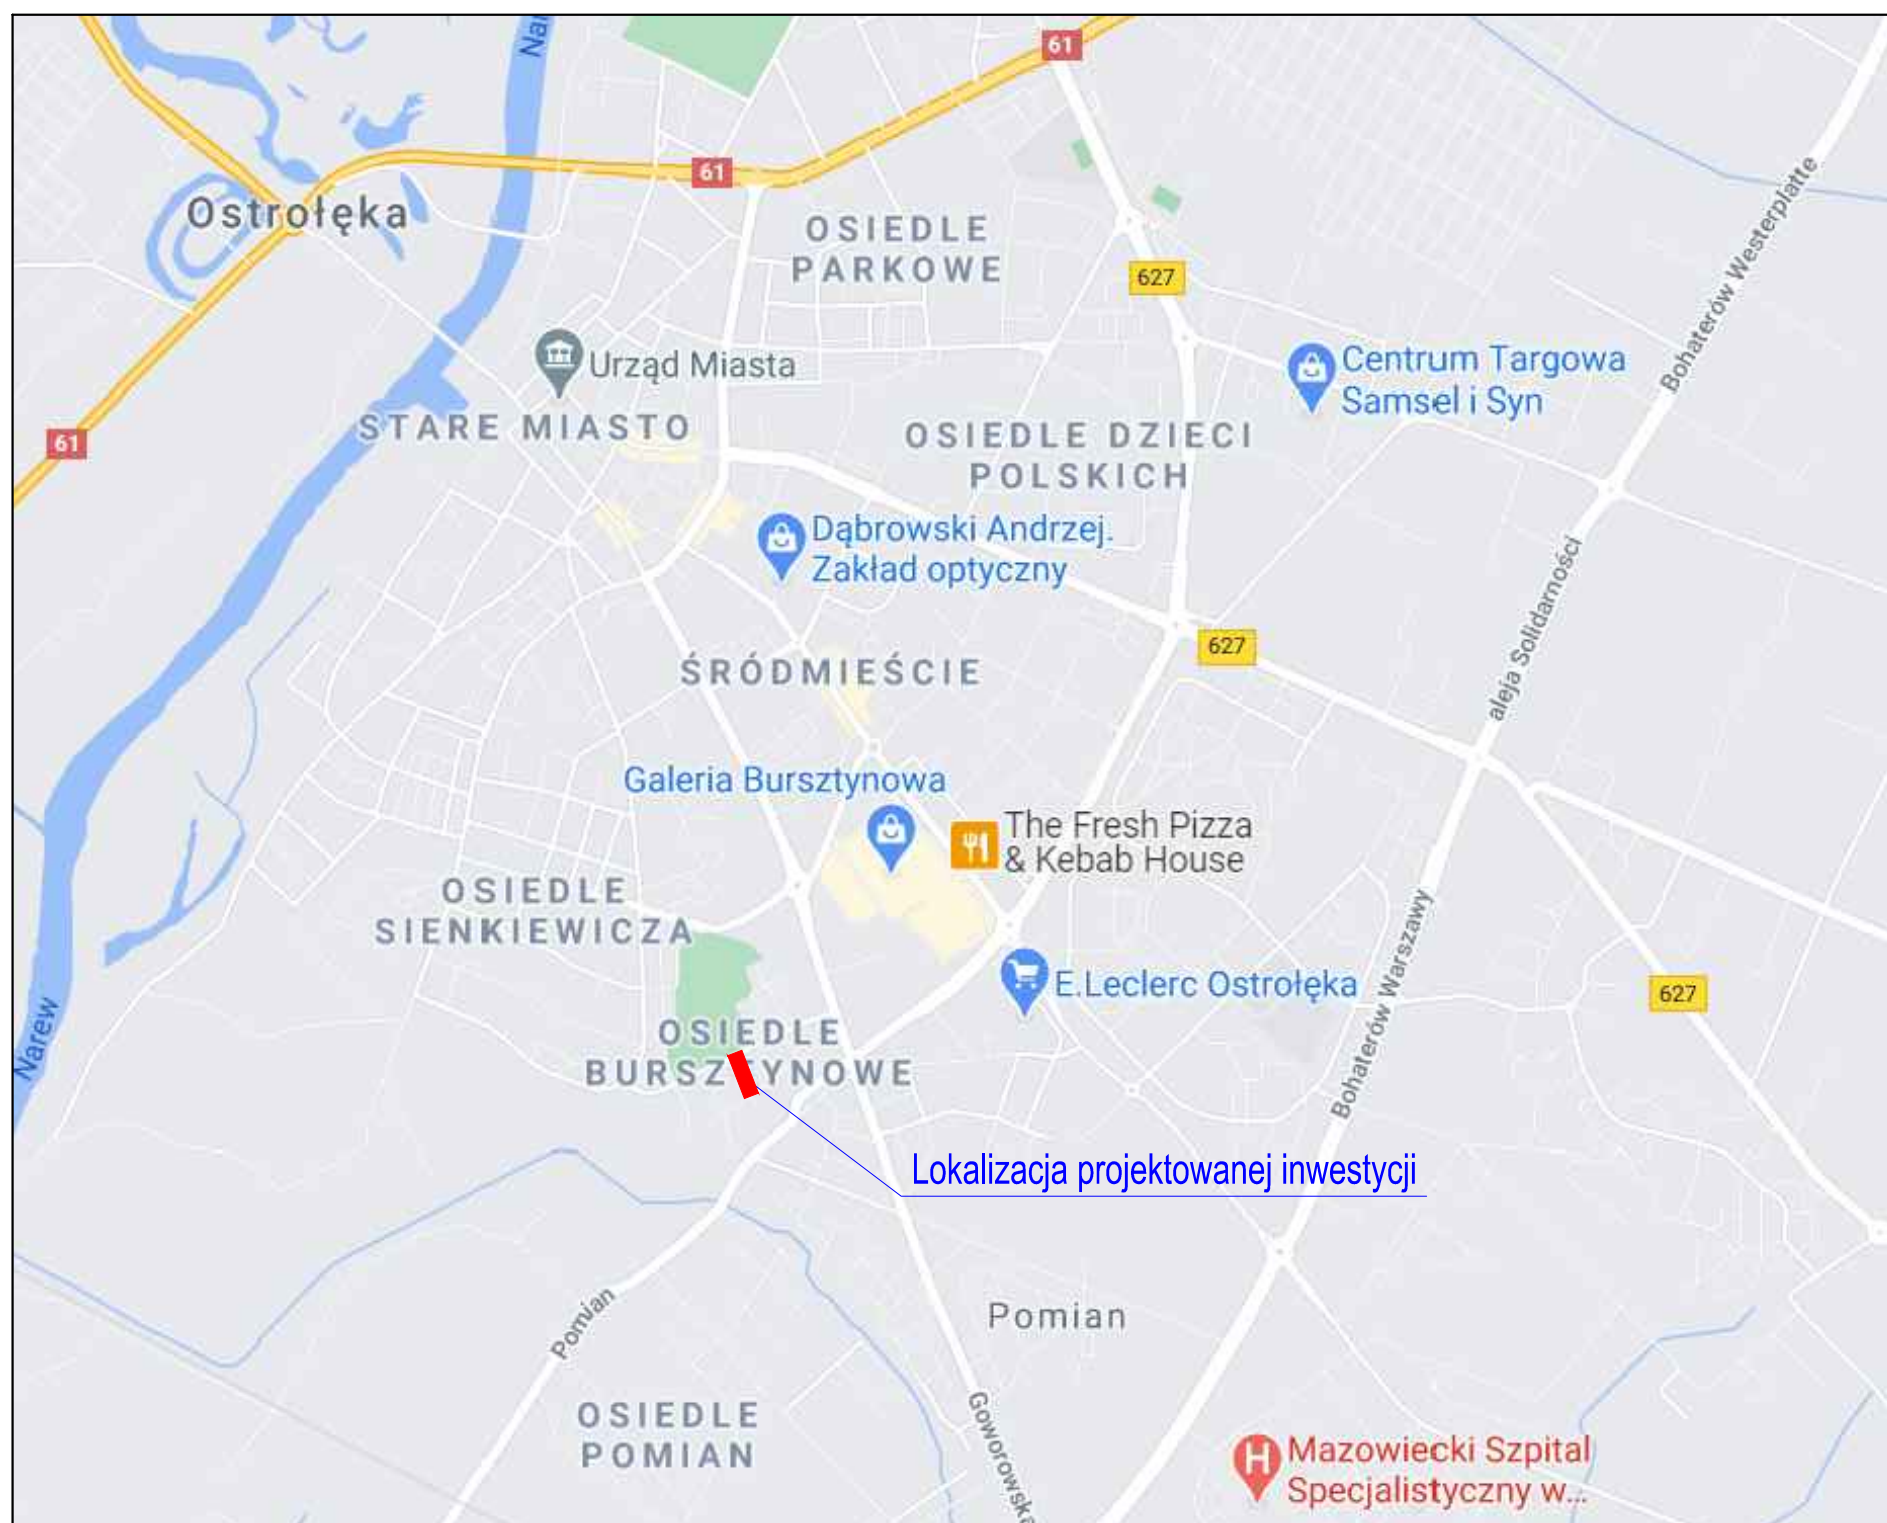 Nar
61
61
Ostrołęka
OSIEDLE
PARKOWE
627
Bohaterów Westerplatte
Urząd Miasta
Centrum Targowa
Samsel i Syn
STARE MIASTO
61
OSIEDLE DZIECI
POLSKICH
Dąbrowski Andrzej.
Zakład optyczny
aleja Solidarności
627
ŚRÓDMIEŚCIE
Galeria Bursztynowa
The Fresh Pizza
& Kebab House
OSIEDLE
SIENKIEWICZA
Bohaterów Warszawy
E.Leclerc Ostrołęka
627
Narew
OSIEDLE
BURSZTYNOWE
Lokalizacja projektowanej inwestycji
Pomian
Pomian
OSIEDLE
POMIAN
Goworowska
H
Mazowiecki Szpital
Specjalistyczny w...